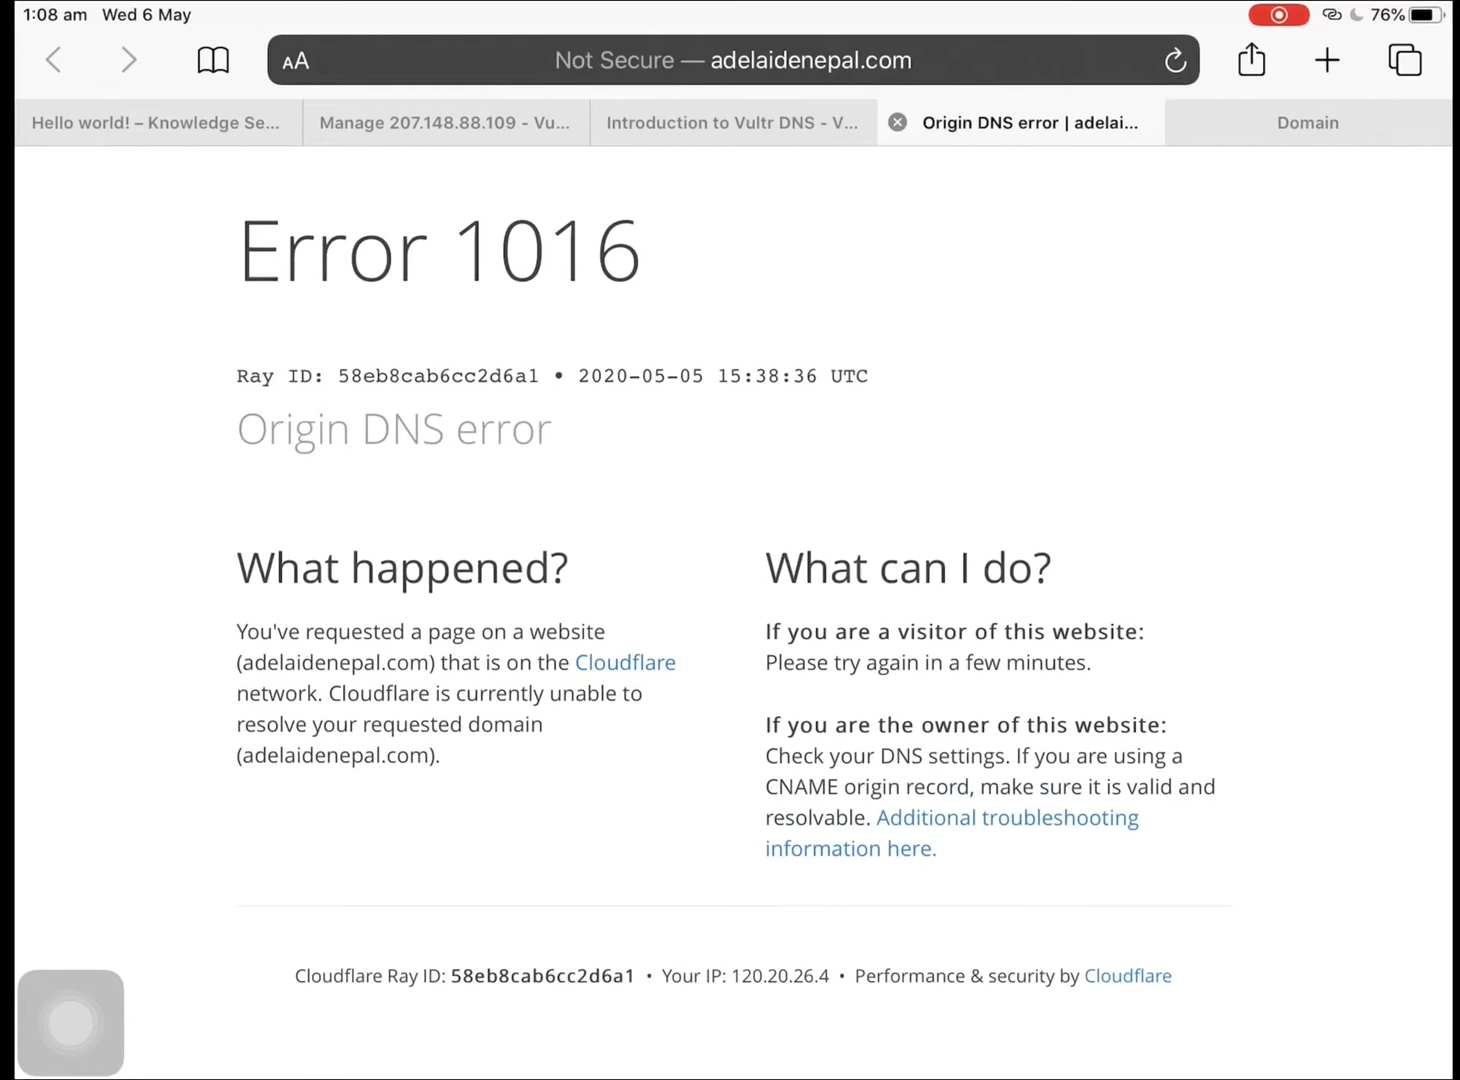 1:08 am Wed 6 May
76%
AA Not Secure — adelaidenepal.com
Hello world! – Knowledge Se...
Manage 207.148.88.109 - Vu...
Introduction to Vultr DNS - V...
Origin DNS error | adelai...
Domain
Error 1016
Ray ID: 58eb8cab6cc2d6a1 • 2020-05-05 15:38:36 UTC
Origin DNS error
What happened?
You've requested a page on a website
(adelaidenepal.com) that is on the Cloudflare
network. Cloudflare is currently unable to
resolve your requested domain
(adelaidenepal.com).
What can I do?
If you are a visitor of this website:
Please try again in a few minutes.
If you are the owner of this website:
Check your DNS settings. If you are using a
CNAME origin record, make sure it is valid and
resolvable. Additional troubleshooting
information here.
Cloudflare Ray ID: 58eb8cab6cc2d6a1 • Your IP: 120.20.26.4 • Performance & security by Cloudflare